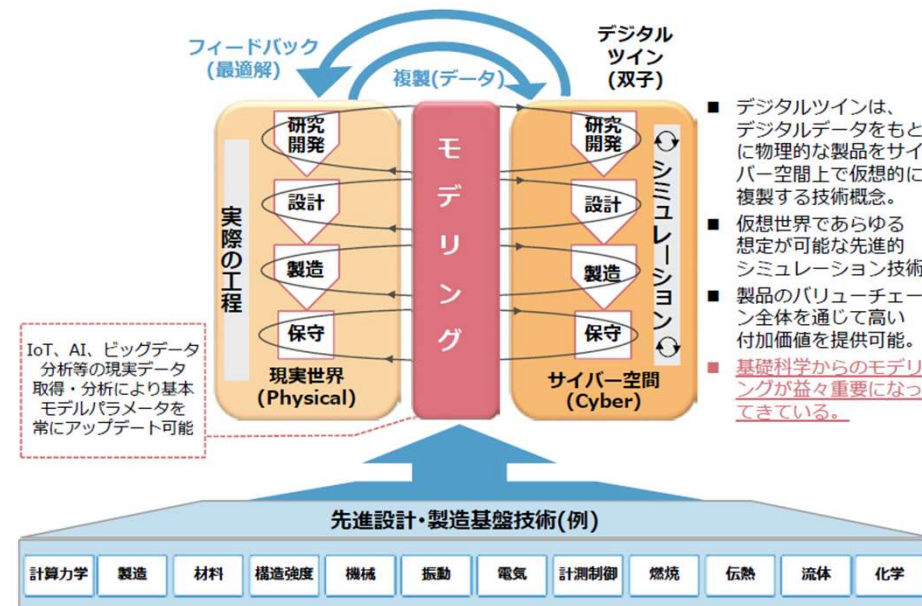 フィードバック
(最適解)
複製(データ)
デジタル
ツイン
(双子)
実際の工程
研究
開発
設計
製造
保守
現実世界
(Physical)
モデリング
研究
開発
設計
製造
保守
シミュレーション
サイバー空間
(Cyber)
■ デジタルツインは、
デジタルデータをもと
に物理的な製品をサイ
バー空間上で仮想的に
複製する技術概念。
■ 仮想世界であらゆる
想定が可能な先進的
シミュレーション技術
■ 製品のバリューチェー
ン全体を通じて高い
付加価値を提供可能。
■ 基礎科学からのモデリ
ングが益々重要になっ
てきている。
IoT、AI、ビッグデータ
分析等の現実データ
取得・分析により基本
モデルパラメータを
常にアップデート可能
先進設計・製造基盤技術(例)
計算力学
製造
材料
構造強度
機械
振動
電気
計測制御
燃焼
伝熱
流体
化学